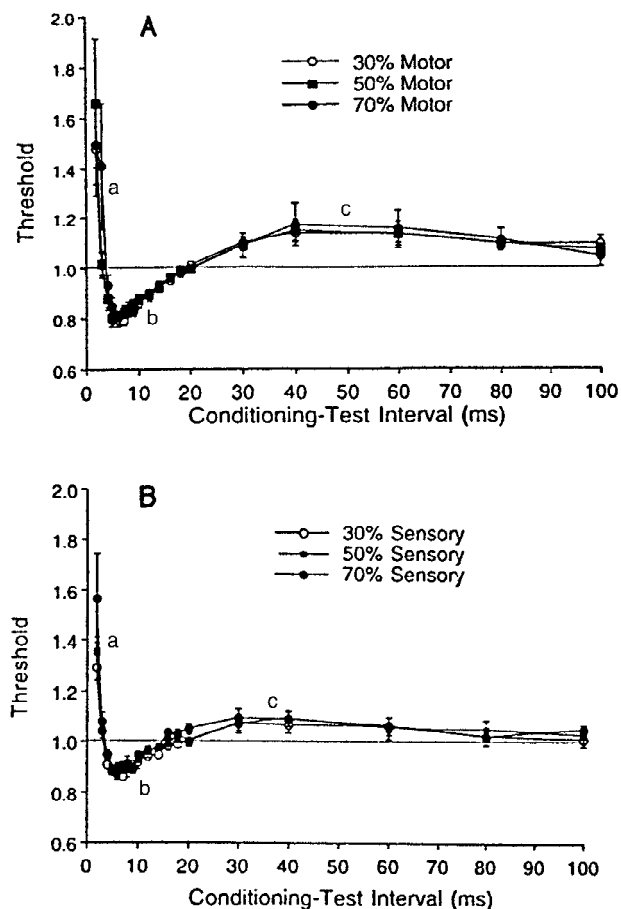 A
2.0
1.8
1.6
1.4
1.2
1.0
0.8
0.6
Threshold
30% Motor
50% Motor
70% Motor
a
b
c
0 10 20 30 40 50 60 70 80 90 100
Conditioning-Test Interval (ms)
B
2.0
1.8
1.6
1.4
1.2
1.0
0.8
0.6
Threshold
30% Sensory
50% Sensory
70% Sensory
a
b
c
0 10 20 30 40 50 60 70 80 90 100
Conditioning-Test Interval (ms)